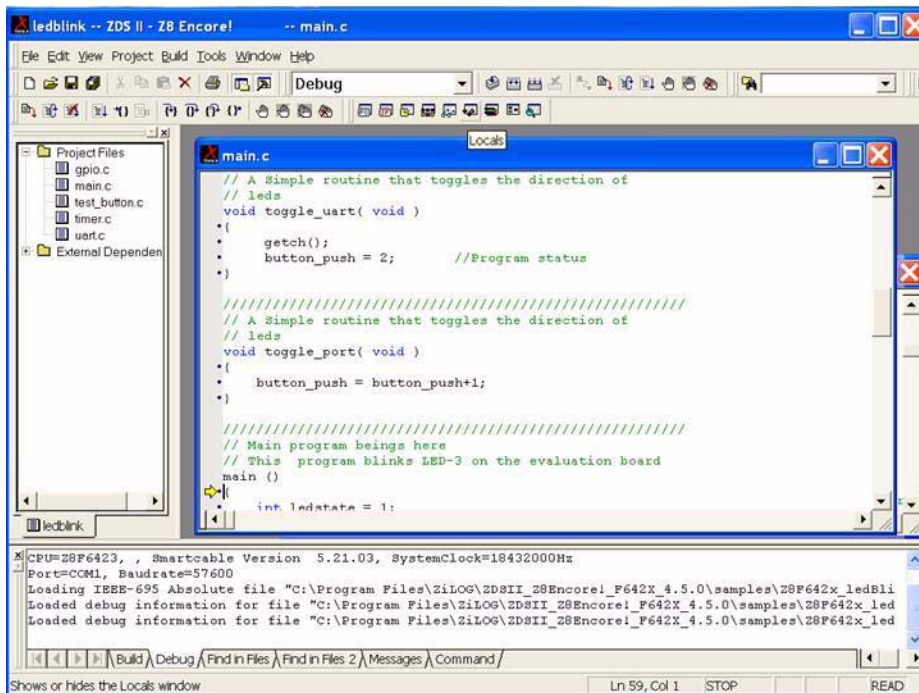 ledblink -- ZDS II - Z8 Encore! -- main.c
File Edit View Project Build Tools Window Help
Debug
Locals
Project Files
gpio.c
main.c
test_button.c
timer.c
uart.c
External Dependen
ledblink
main.c
// A Simple routine that toggles the direction of
// leds
void toggle_uart( void )
{
getch();
button_push = 2; //Program status
}
////////////////////////////////////////////////////////
// A Simple routine that toggles the direction of
// leds
void toggle_port( void )
{
button_push = button_push+1;
}
////////////////////////////////////////////////////////
// Main program beings here
// This program blinks LED-3 on the evaluation board
main ()
{
int ledstate = 1;
CPU=Z8F6423, , Smartcable Version 5.21.03, SystemClock=18432000Hz
Port=COM1, Baudrate=57600
Loading IEEE-695 Absolute file "C:\Program Files\ZiLOG\ZDSII_Z8Encore!_F642X_4.5.0\samples\Z8F642x_ledBli
Loaded debug information for file "C:\Program Files\ZiLOG\ZDSII_Z8Encore!_F642X_4.5.0\samples\Z8F642x_led
Loaded debug information for file "C:\Program Files\ZiLOG\ZDSII_Z8Encore!_F642X_4.5.0\samples\Z8F642x_led
Build Debug Find in Files Find in Files 2 Messages Command
Shows or hides the Locals window Ln 59, Col 1 STOP READ